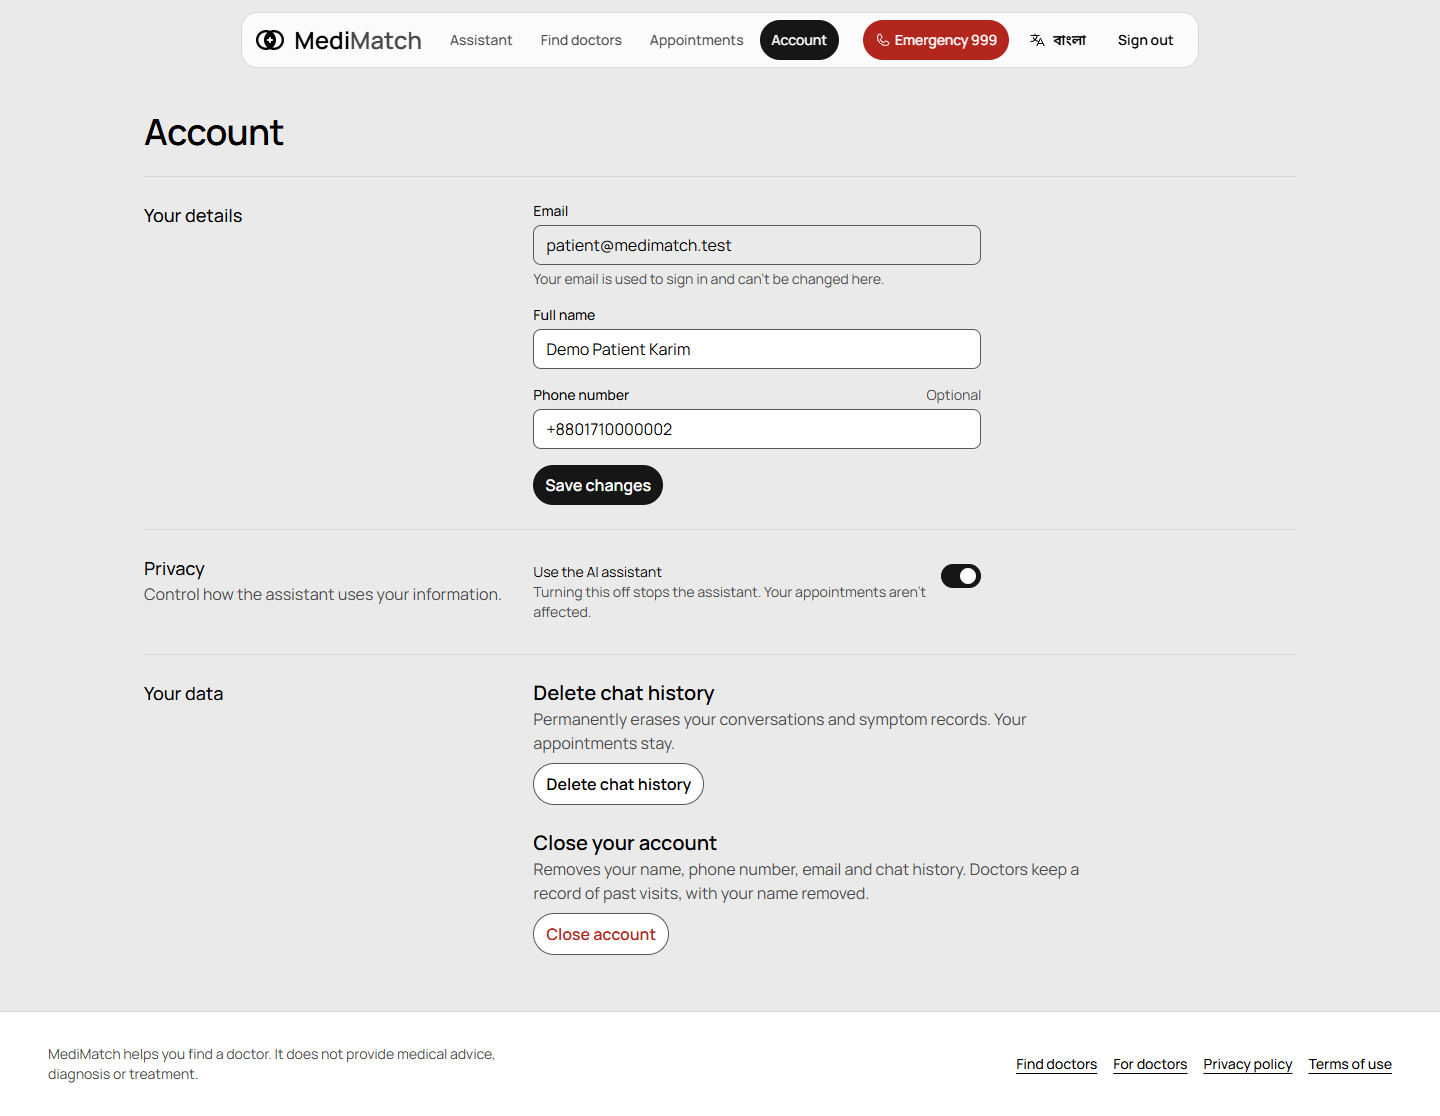 MediMatch
Assistant
Find doctors
Appointments
Account
Emergency 999
বাংলা
Sign out
Account
Your details
Email
patient@medimatch.test
Your email is used to sign in and can't be changed here.
Full name
Demo Patient Karim
Phone number
Optional
+8801710000002
Save changes
Privacy
Control how the assistant uses your information.
Use the AI assistant
Turning this off stops the assistant. Your appointments aren't
affected.
Your data
Delete chat history
Permanently erases your conversations and symptom records. Your
appointments stay.
Delete chat history
Close your account
Removes your name, phone number, email and chat history. Doctors keep a
record of past visits, with your name removed.
Close account
MediMatch helps you find a doctor. It does not provide medical advice,
diagnosis or treatment.
Find doctors
For doctors
Privacy policy
Terms of use